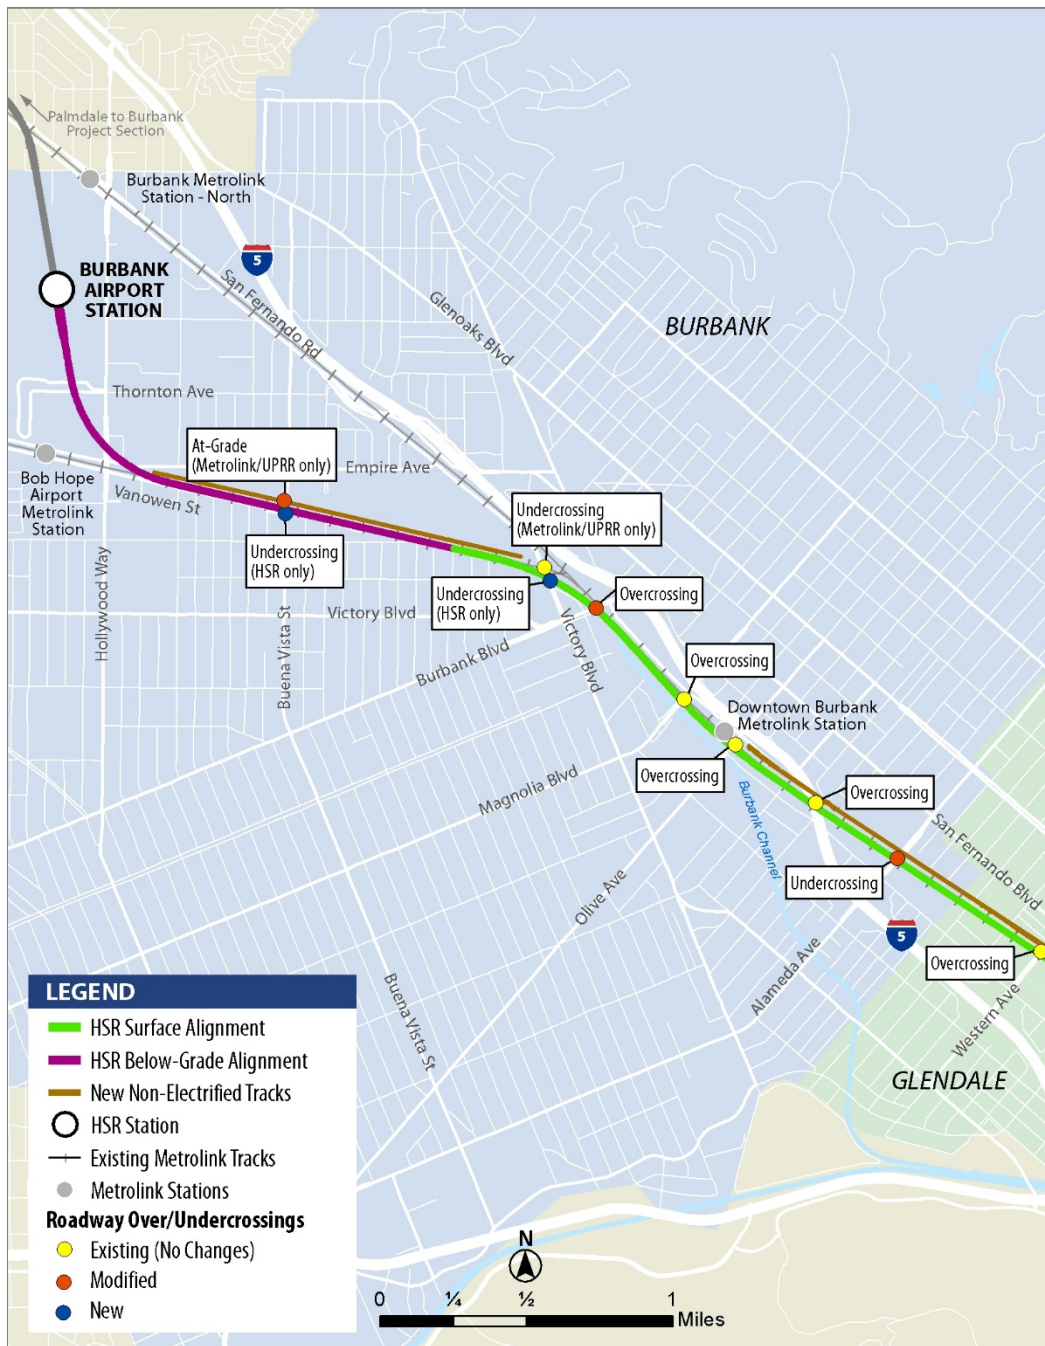 Palmdale to Burbank
Project Section
Burbank Metrolink
Station - North
5
BURBANK
AIRPORT
STATION
San Fernando Rd
Glenoaks Blvd
BURBANK
Thornton Ave
At-Grade
(Metrolink/UPRR only)
Empire Ave
Bob Hope
Airport
Metrolink
Station
Vanowen St
Undercrossing
(Metrolink/UPRR only)
Undercrossing
(HSR only)
Undercrossing
(HSR only)
Overcrossing
Hollywood Way
Victory Blvd
Buena Vista St
Burbank Blvd
Victory Blvd
Overcrossing
Downtown Burbank
Metrolink Station
Overcrossing
Magnolia Blvd
Overcrossing
Burbank Channel
San Fernando Blvd
Undercrossing
Olive Ave
5
Overcrossing
Alameda Ave
Western Ave
Buena Vista St
GLENDALE
LEGEND
HSR Surface Alignment
HSR Below-Grade Alignment
New Non-Electrified Tracks
HSR Station
Existing Metrolink Tracks
Metrolink Stations
Roadway Over/Undercrossings
Existing (No Changes)
Modified
New
N
0 ¼ ½ 1
Miles